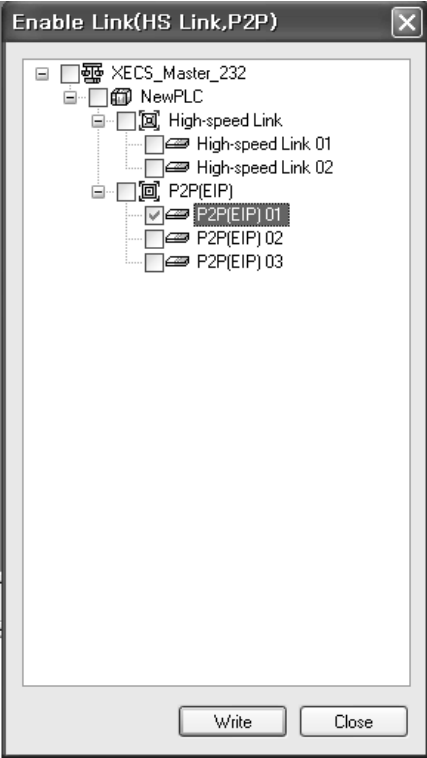 Enable Link(HS Link,P2P)
XECS_Master_232
NewPLC
High-speed Link
High-speed Link 01
High-speed Link 02
P2P(EIP)
P2P(EIP) 01
P2P(EIP) 02
P2P(EIP) 03
Write Close